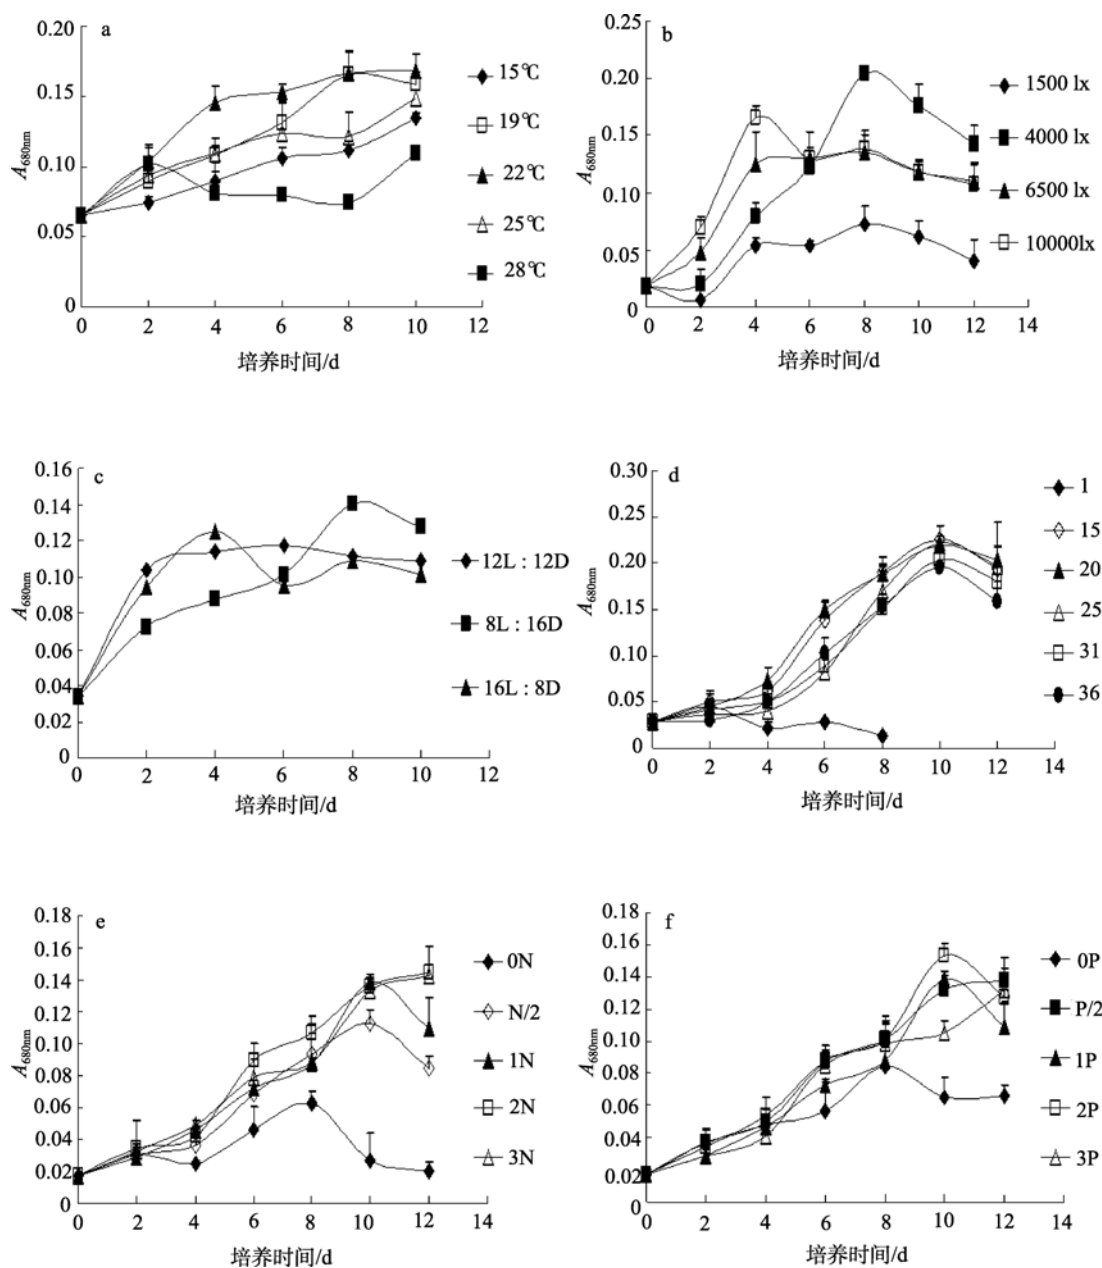 a
0.20
0.15
0.10
0.05
0
A680nm
0 2 4 6 8 10 12
培养时间/d
15℃
19℃
22℃
25℃
28℃
b
0.25
0.20
0.15
0.10
0.05
0
A680nm
0 2 4 6 8 10 12 14
培养时间/d
1500 lx
4000 lx
6500 lx
10000lx
c
0.16
0.14
0.12
0.10
0.08
0.06
0.04
0.02
0
A680nm
0 2 4 6 8 10 12
培养时间/d
12L : 12D
8L : 16D
16L : 8D
d
0.30
0.25
0.20
0.15
0.10
0.05
0
A680nm
0 2 4 6 8 10 12 14
培养时间/d
1
15
20
25
31
36
e
0.18
0.16
0.14
0.12
0.10
0.08
0.06
0.04
0.02
0
A680nm
0 2 4 6 8 10 12 14
培养时间/d
0N
N/2
1N
2N
3N
f
0.18
0.16
0.14
0.12
0.10
0.08
0.06
0.04
0.02
0
A680nm
0 2 4 6 8 10 12 14
培养时间/d
0P
P/2
1P
2P
3P